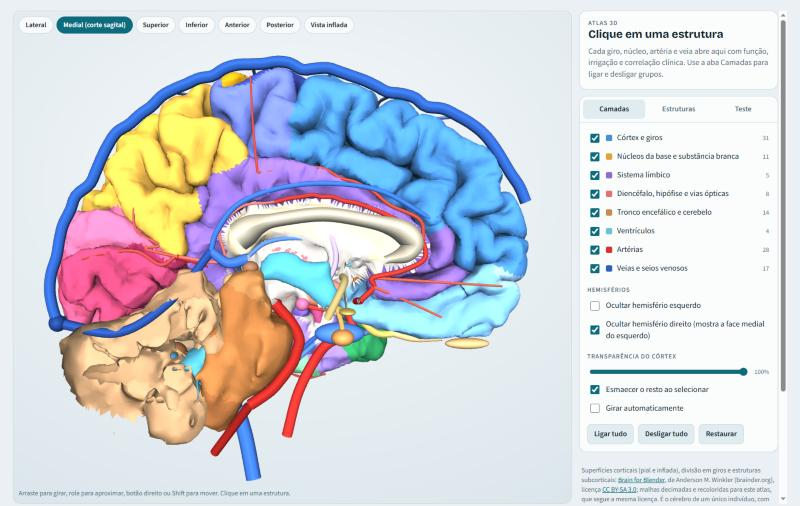 Lateral
Medial (corte sagital)
Superior
Inferior
Anterior
Posterior
Vista inflada
Arraste para girar, role para aproximar, botão direito ou Shift para mover. Clique em uma estrutura.
ATLAS 3D
Clique em uma estrutura
Cada giro, núcleo, artéria e veia abre aqui com função,
irrigação e correlação clínica. Use a aba Camadas para
ligar e desligar grupos.
Camadas
Estruturas
Teste
Córtex e giros 31
Núcleos da base e substância branca 11
Sistema límbico 5
Diencéfalo, hipófise e vias ópticas 8
Tronco encefálico e cerebelo 14
Ventrículos 4
Artérias 28
Veias e seios venosos 17
HEMISFÉRIOS
Ocultar hemisfério esquerdo
Ocultar hemisfério direito (mostra a face medial
do esquerdo)
TRANSPARÊNCIA DO CÓRTEX
100%
Esmaecer o resto ao selecionar
Girar automaticamente
Ligar tudo
Desligar tudo
Restaurar
Superfícies corticais (pial e inflada), divisão em giros e estruturas
subcorticais: Brain for Blender, de Anderson M. Winkler (brainder.org),
licença CC BY-SA 3.0; malhas decimadas e recoloridas para este atlas,
que segue a mesma licença. É o cérebro de um único indivíduo, com